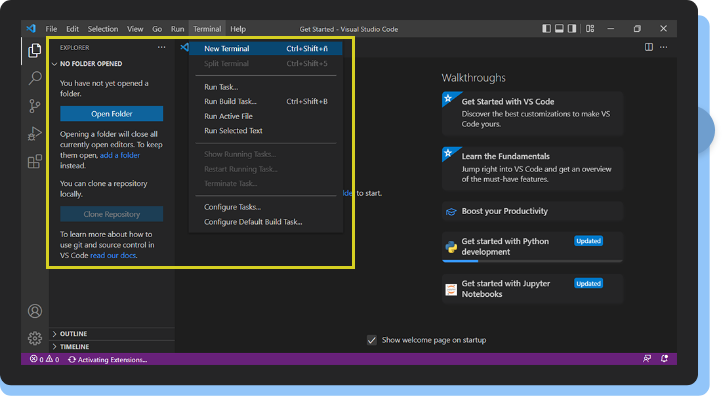 File Edit Selection View Go Run Terminal Help
Get Started - Visual Studio Code
EXPLORER
NO FOLDER OPENED
You have not yet opened a
folder.
Open Folder
Opening a folder will close all
currently open editors. To keep
them open, add a folder
instead.
You can clone a repository
locally.
Clone Repository
To learn more about how to
use git and source control in
VS Code read our docs.
OUTLINE
TIMELINE
New Terminal Ctrl+Shift+ñ
Split Terminal Ctrl+Shift+5
Run Task...
Run Build Task... Ctrl+Shift+B
Run Active File
Run Selected Text
Show Running Tasks...
Restart Running Task...
Terminate Task...
Configure Tasks...
Configure Default Build Task...
to start.
Walkthroughs
Get Started with VS Code
Discover the best customizations to make VS
Code yours.
Learn the Fundamentals
Jump right into VS Code and get an overview
of the must-have features.
Boost your Productivity
Get started with Python Updated
development
Get started with Jupyter Updated
Notebooks
Show welcome page on startup
0 0 Activating Extensions...